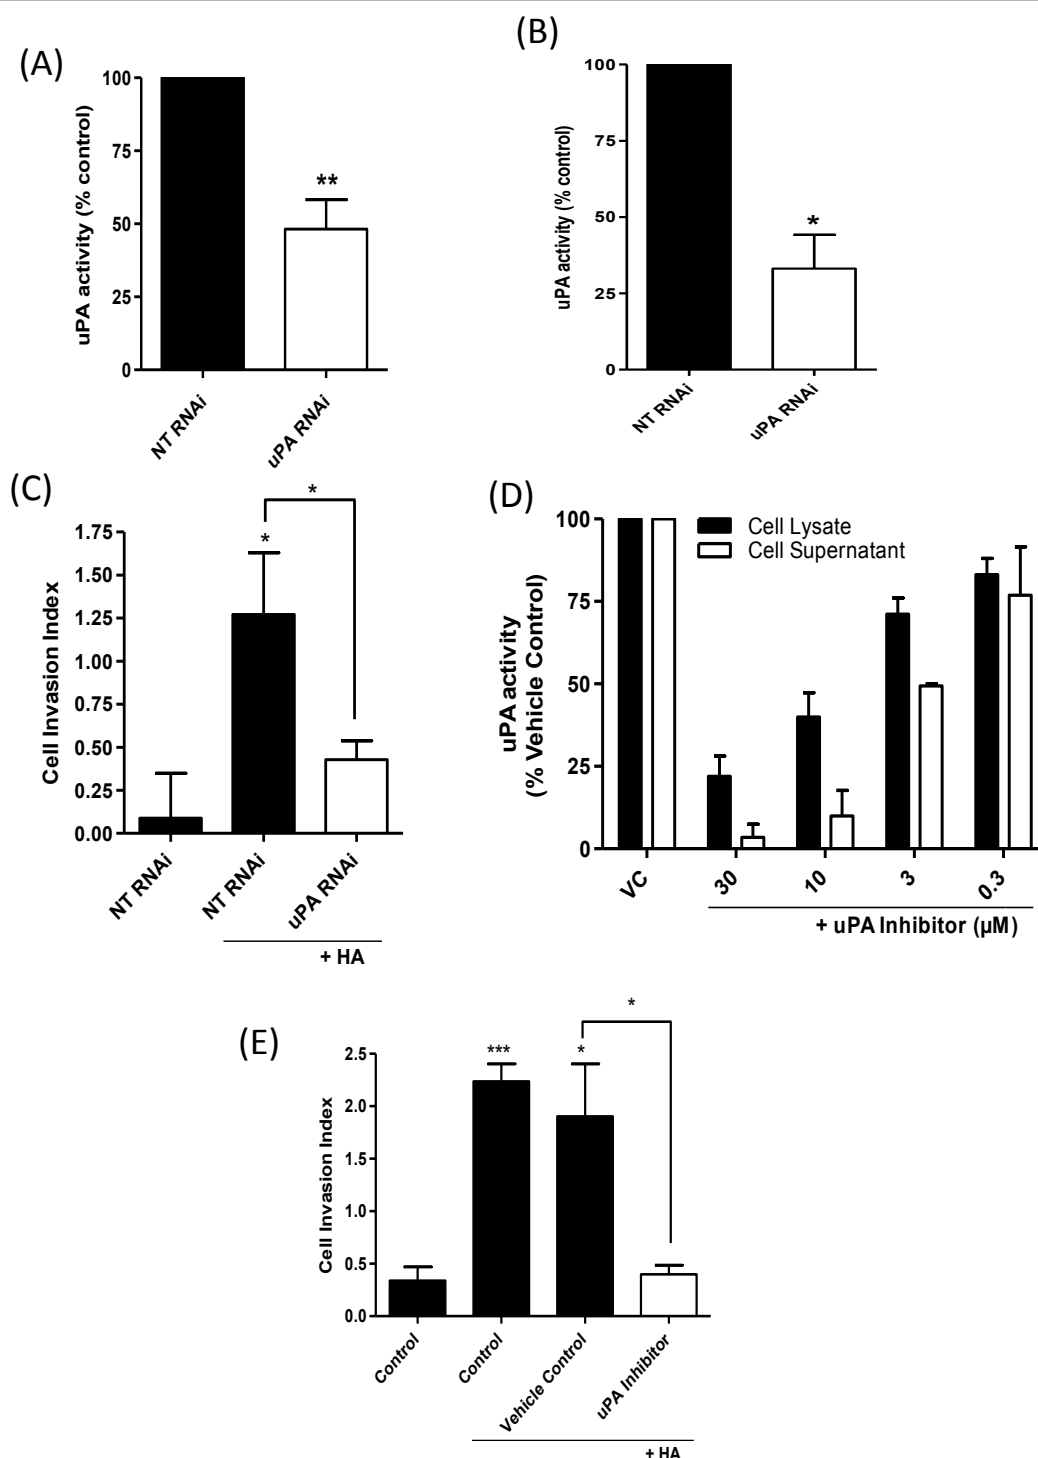 (A)
uPA activity (% control)
100
75
50
25
0
**
NT RNAi
uPA RNAi
(B)
uPA activity (% control)
100
75
50
25
0
*
NT RNAi
uPA RNAi
(C)
Cell Invasion Index
1.75
1.50
1.25
1.00
0.75
0.50
0.25
0.00
*
*
NT RNAi
NT RNAi
uPA RNAi
+ HA
(D)
uPA activity
(% Vehicle Control)
100
75
50
25
0
Cell Lysate
Cell Supernatant
VC
30
10
3
0.3
+ uPA Inhibitor (µM)
(E)
Cell Invasion Index
2.5
2.0
1.5
1.0
0.5
0.0
***
*
*
Control
Control
Vehicle Control
uPA Inhibitor
+ HA